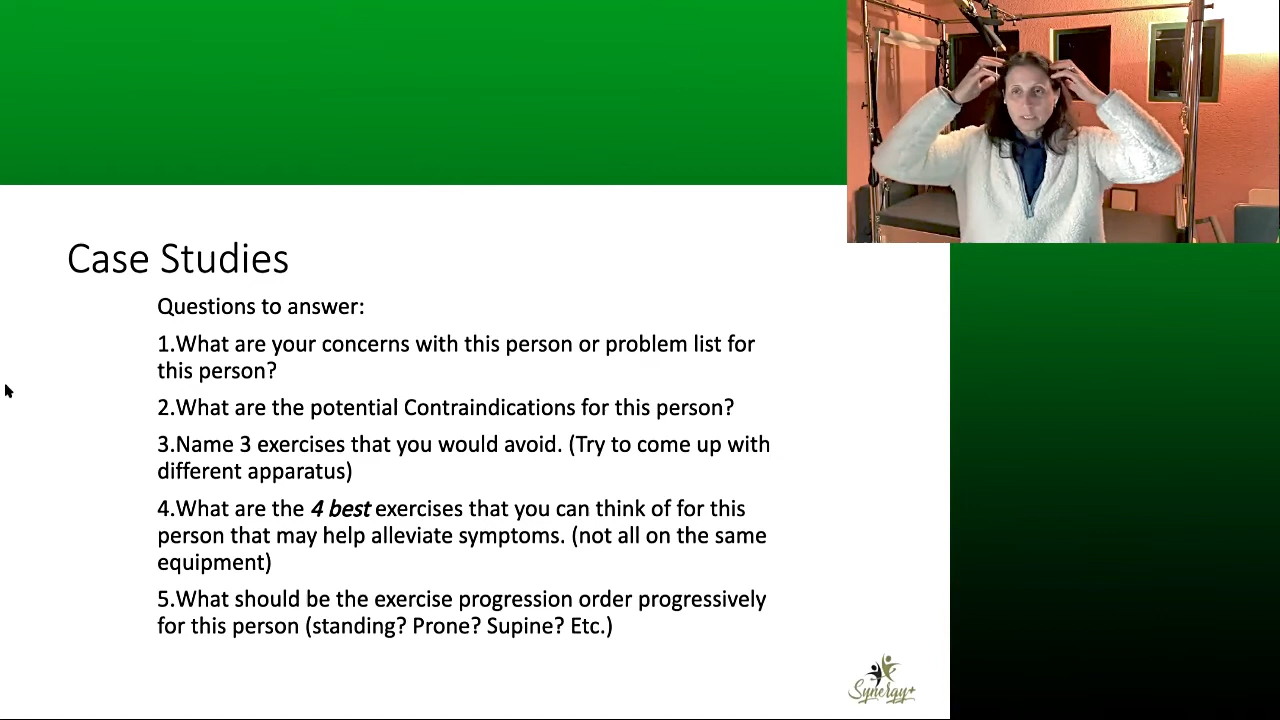 Case Studies
Questions to answer:
1.What are your concerns with this person or problem list for
this person?
2.What are the potential Contraindications for this person?
3.Name 3 exercises that you would avoid. (Try to come up with
different apparatus)
4.What are the 4 best exercises that you can think of for this
person that may help alleviate symptoms. (not all on the same
equipment)
5.What should be the exercise progression order progressively
for this person (standing? Prone? Supine? Etc.)
Synergy+